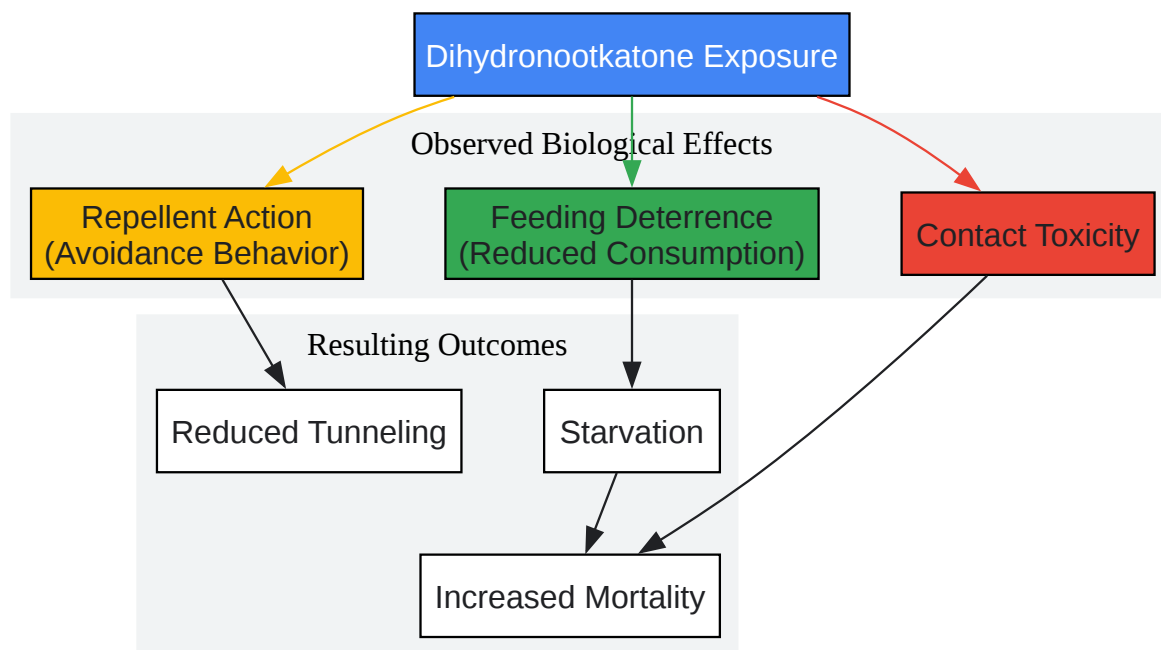 Dihydronootkatone Exposure
Observed Biological Effects
Repellent Action
(Avoidance Behavior)
Feeding Deterrence
(Reduced Consumption)
Contact Toxicity
Resulting Outcomes
Reduced Tunneling
Starvation
Increased Mortality